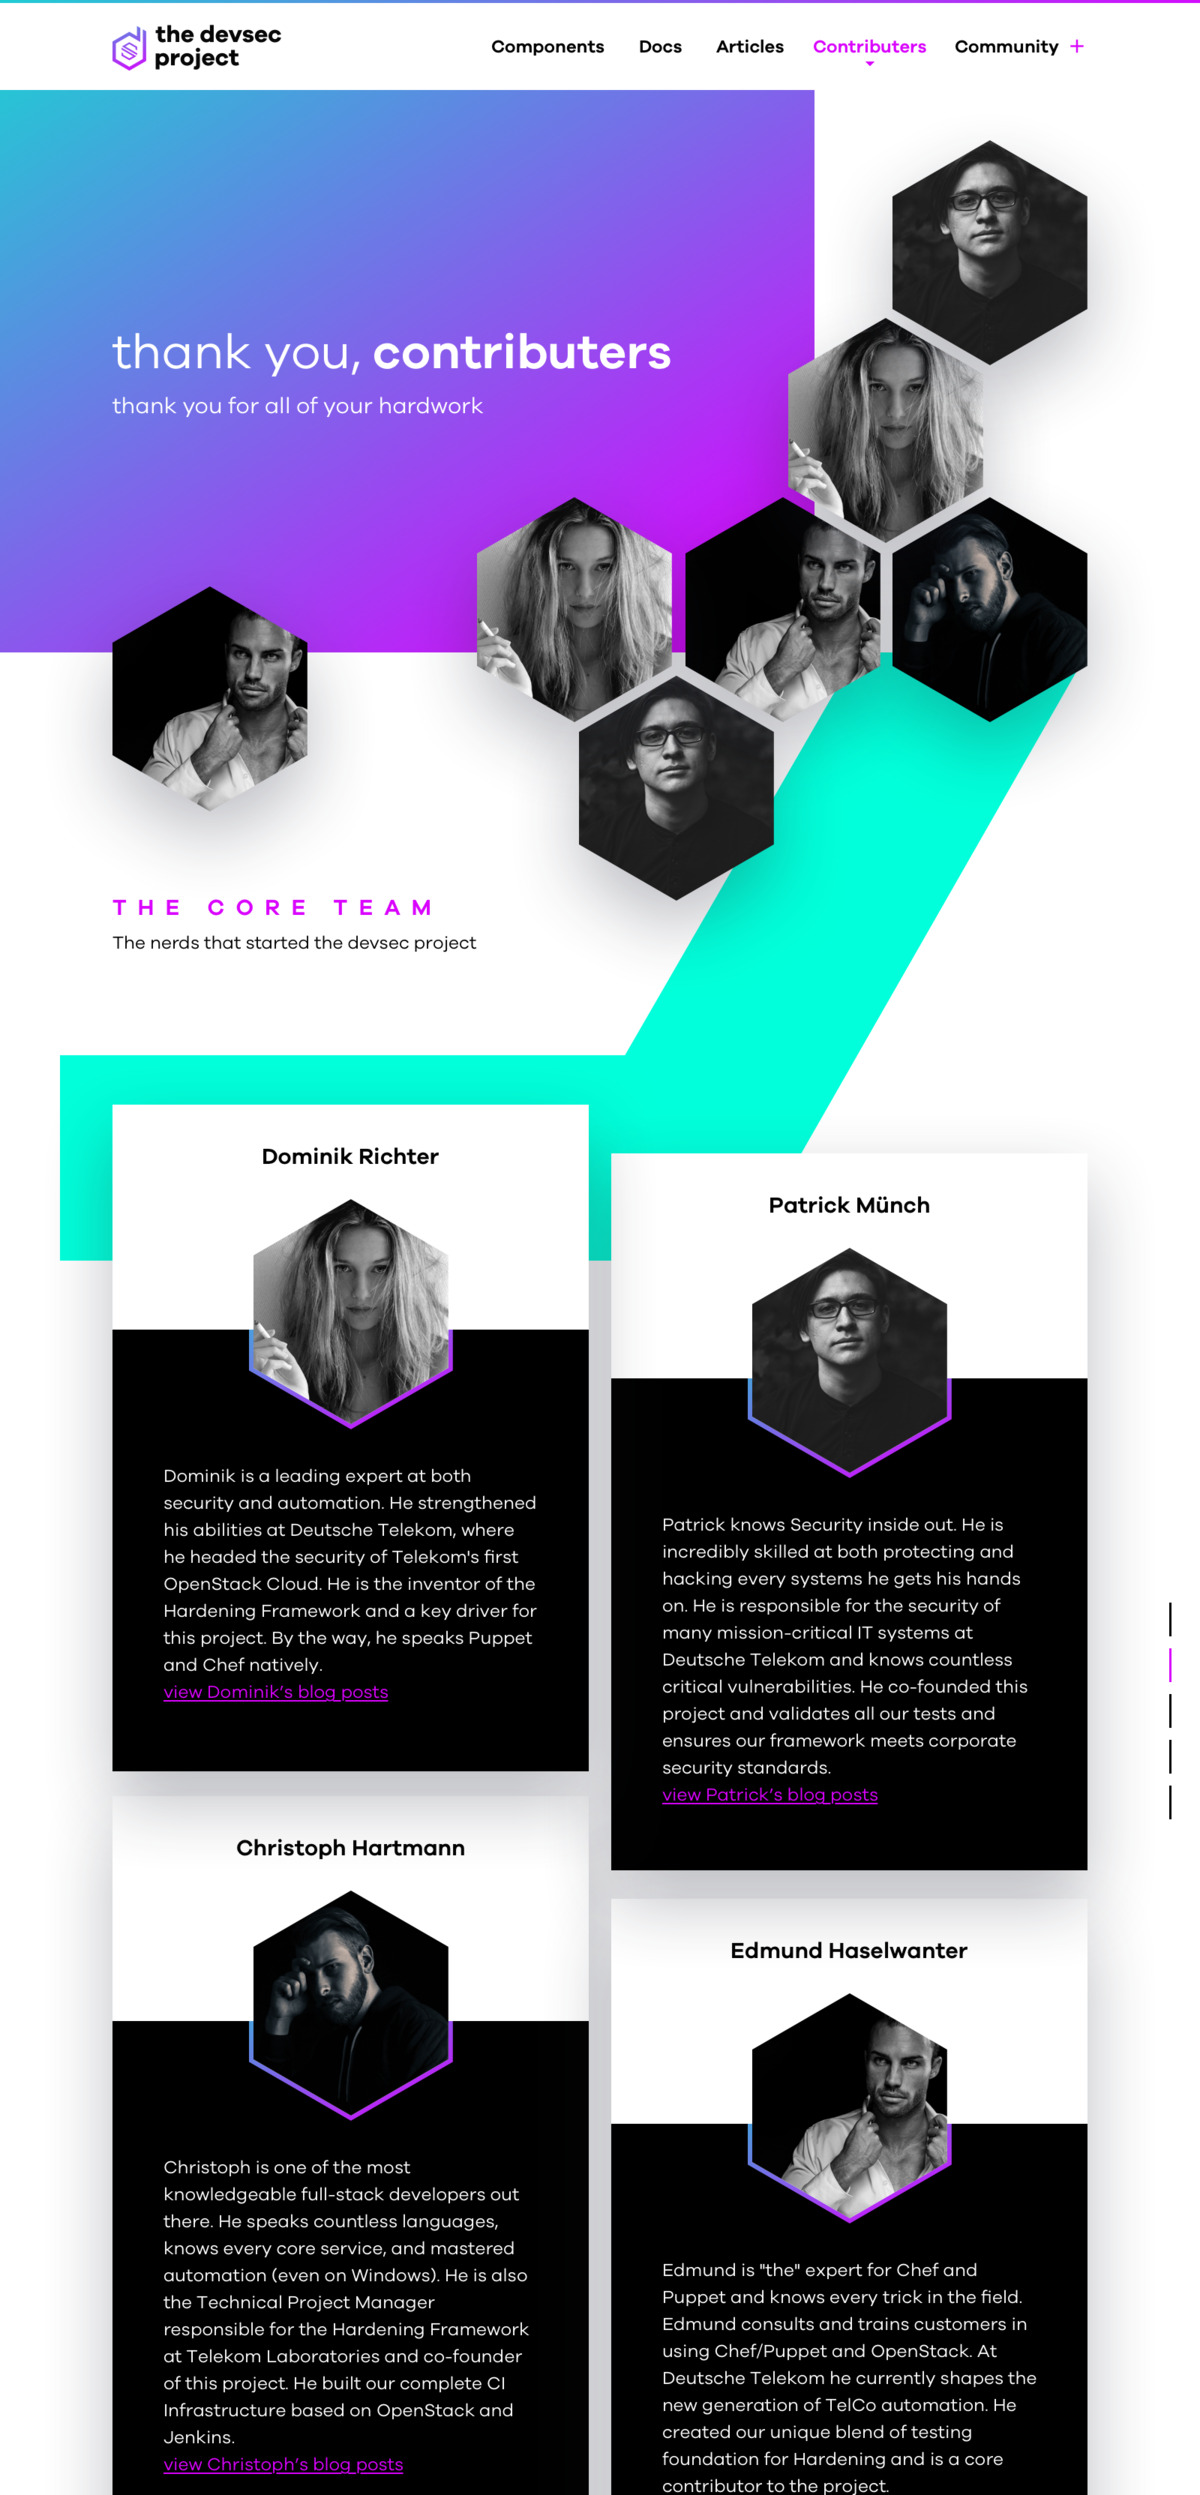 the devsec
project
Components Docs Articles Contributers Community +
thank you, contributers
thank you for all of your hardwork
THE CORE TEAM
The nerds that started the devsec project
Dominik Richter
Dominik is a leading expert at both
security and automation. He strengthened
his abilities at Deutsche Telekom, where
he headed the security of Telekom's first
OpenStack Cloud. He is the inventor of the
Hardening Framework and a key driver for
this project. By the way, he speaks Puppet
and Chef natively.
view Dominik's blog posts
Patrick Münch
Patrick knows Security inside out. He is
incredibly skilled at both protecting and
hacking every systems he gets his hands
on. He is responsible for the security of
many mission-critical IT systems at
Deutsche Telekom and knows countless
critical vulnerabilities. He co-founded this
project and validates all our tests and
ensures our framework meets corporate
security standards.
view Patrick's blog posts
Christoph Hartmann
Christoph is one of the most
knowledgeable full-stack developers out
there. He speaks countless languages,
knows every core service, and mastered
automation (even on Windows). He is also
the Technical Project Manager
responsible for the Hardening Framework
at Telekom Laboratories and co-founder
of this project. He built our complete CI
Infrastructure based on OpenStack and
Jenkins.
view Christoph's blog posts
Edmund Haselwanter
Edmund is "the" expert for Chef and
Puppet and knows every trick in the field.
Edmund consults and trains customers in
using Chef/Puppet and OpenStack. At
Deutsche Telekom he currently shapes the
new generation of TelCo automation. He
created our unique blend of testing
foundation for Hardening and is a core
contributor to the project.